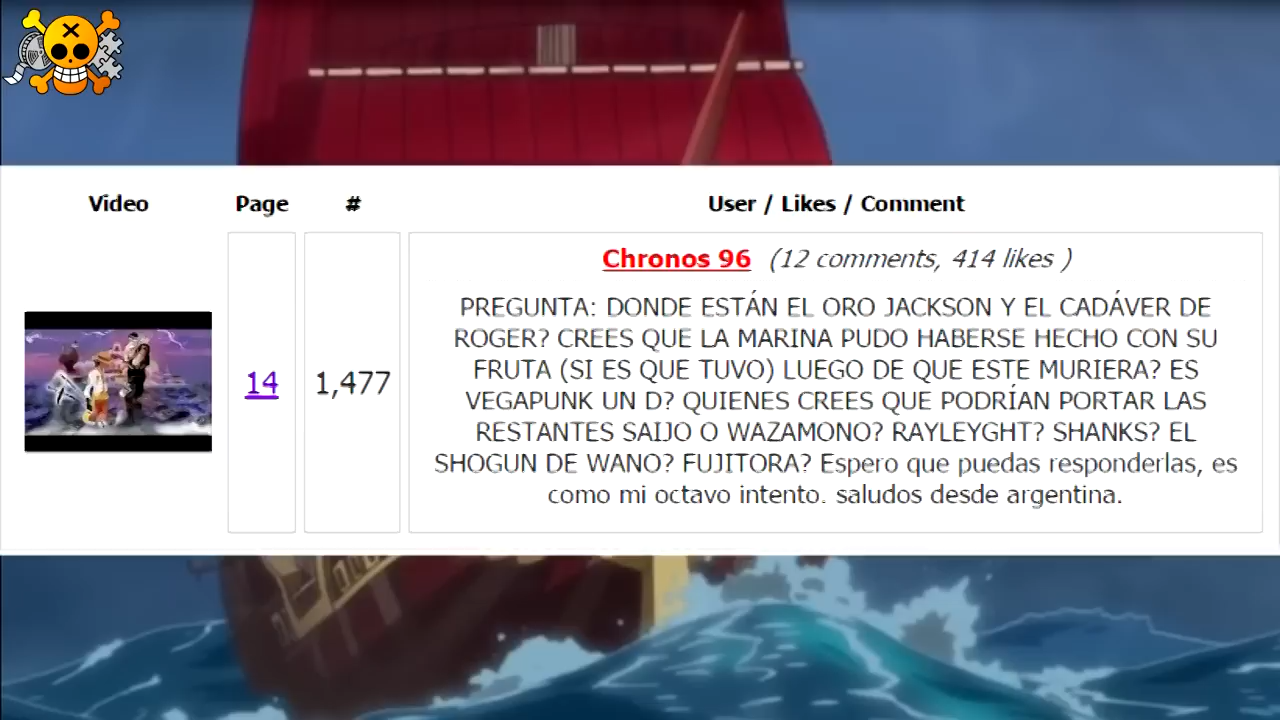 Video Page # User / Likes / Comment
Chronos 96 (12 comments, 414 likes )
PREGUNTA: DONDE ESTÁN EL ORO JACKSON Y EL CADÁVER DE
ROGER? CREES QUE LA MARINA PUDO HABERSE HECHO CON SU
FRUTA (SI ES QUE TUVO) LUEGO DE QUE ESTE MURIERA? ES
VEGAPUNK UN D? QUIENES CREES QUE PODRÍAN PORTAR LAS
RESTANTES SAIJO O WAZAMONO? RAYLEYGHT? SHANKS? EL
SHOGUN DE WANO? FUJITORA? Espero que puedas responderlas, es
como mi octavo intento. saludos desde argentina.
14 1,477